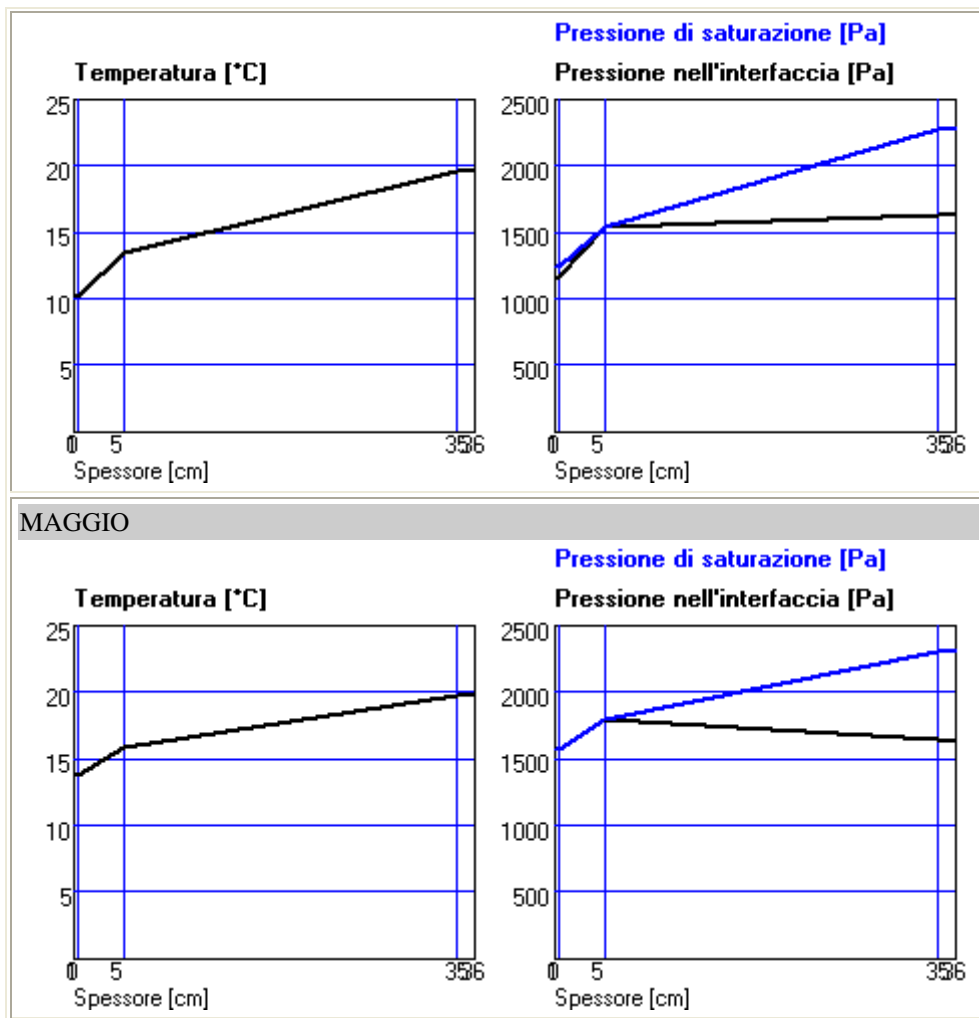 Pressione di saturazione [Pa]
Temperatura [°C]
Pressione nell'interfaccia [Pa]
25
20
15
10
5
0 5 35 36
Spessore [cm]
2500
2000
1500
1000
500
0 5 35 36
Spessore [cm]
MAGGIO
Pressione di saturazione [Pa]
Temperatura [°C]
Pressione nell'interfaccia [Pa]
25
20
15
10
5
0 5 35 36
Spessore [cm]
2500
2000
1500
1000
500
0 5 35 36
Spessore [cm]